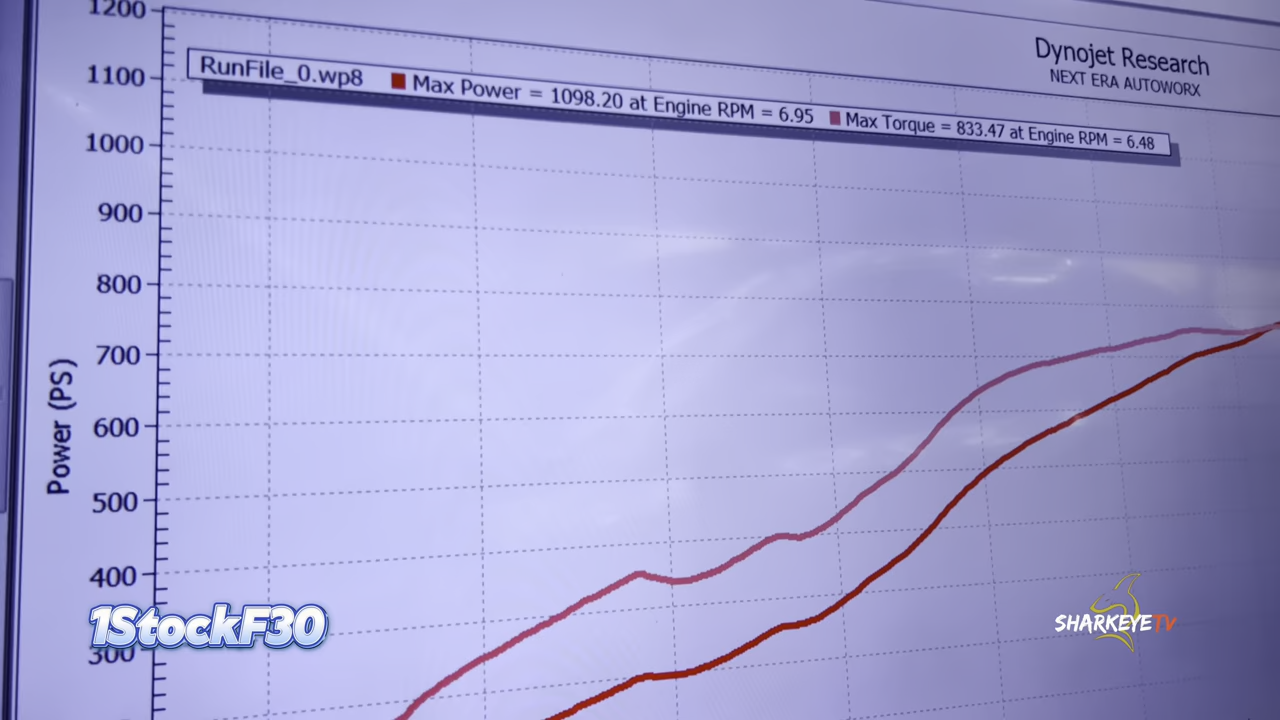 1200
1100
1000
900
800
700
600
500
400
300
Power (PS)
RunFile_0.wp8 Max Power = 1098.20 at Engine RPM = 6.95 Max Torque = 833.47 at Engine RPM = 6.48
Dynojet Research
NEXT ERA AUTOWORX
1StockF30
SHARKEYETV